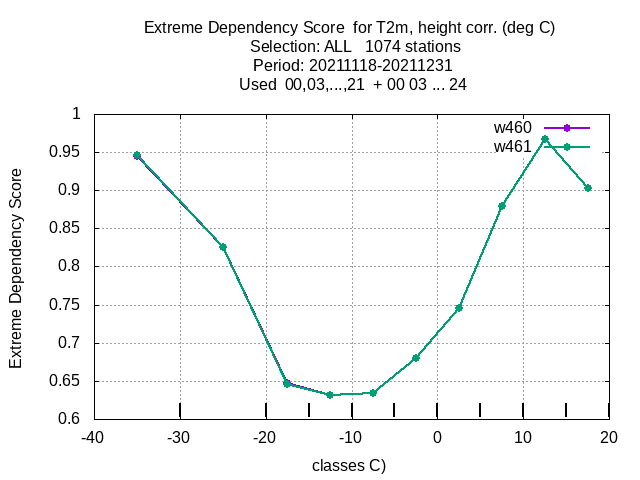 Extreme Dependency Score  for T2m, height corr. (deg C)
Selection: ALL   1074 stations
Period: 20211118-20211231
Used  00,03,...,21  + 00 03 ... 24
Extreme Dependency Score
1
0.95
0.9
0.85
0.8
0.75
0.7
0.65
0.6
w460
w461
-40 -30 -20 -10 0 10 20
classes C)